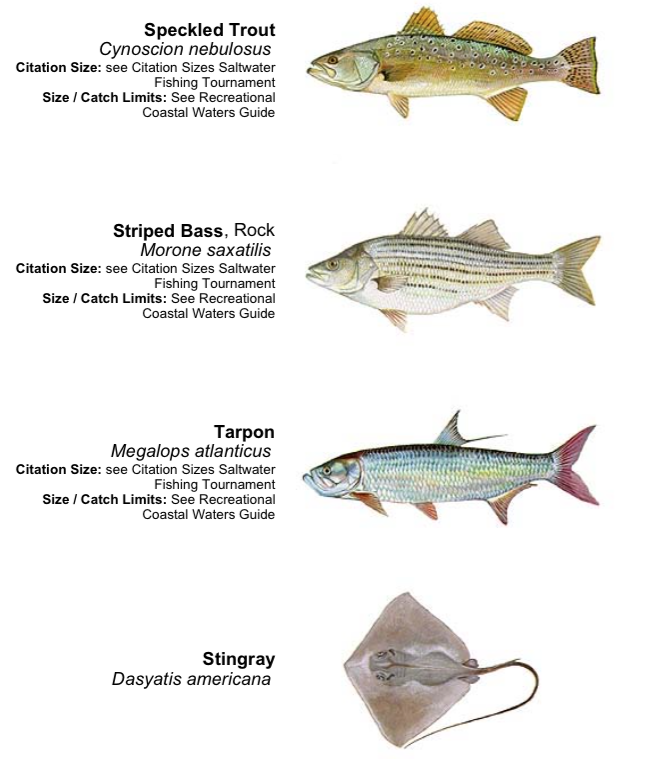 Speckled Trout
Cynoscion nebulosus
Citation Size: see Citation Sizes Saltwater
Fishing Tournament
Size / Catch Limits: See Recreational
Coastal Waters Guide
Striped Bass, Rock
Morone saxatilis
Citation Size: see Citation Sizes Saltwater
Fishing Tournament
Size / Catch Limits: See Recreational
Coastal Waters Guide
Tarpon
Megalops atlanticus
Citation Size: see Citation Sizes Saltwater
Fishing Tournament
Size / Catch Limits: See Recreational
Coastal Waters Guide
Stingray
Dasyatis americana